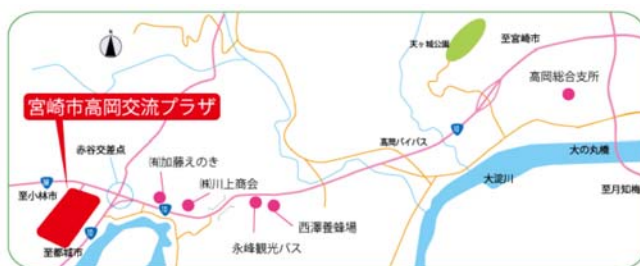 天ヶ城公園
至宮崎市
高岡総合支所
宮崎市高岡交流プラザ
赤谷交差点
㈲加藤えのき
高岡バイパス
10
大の丸橋
㈱川上商会
大淀川
至小林市
10
至月知梅
西澤養蜂場
永峰観光バス
至都城市
10